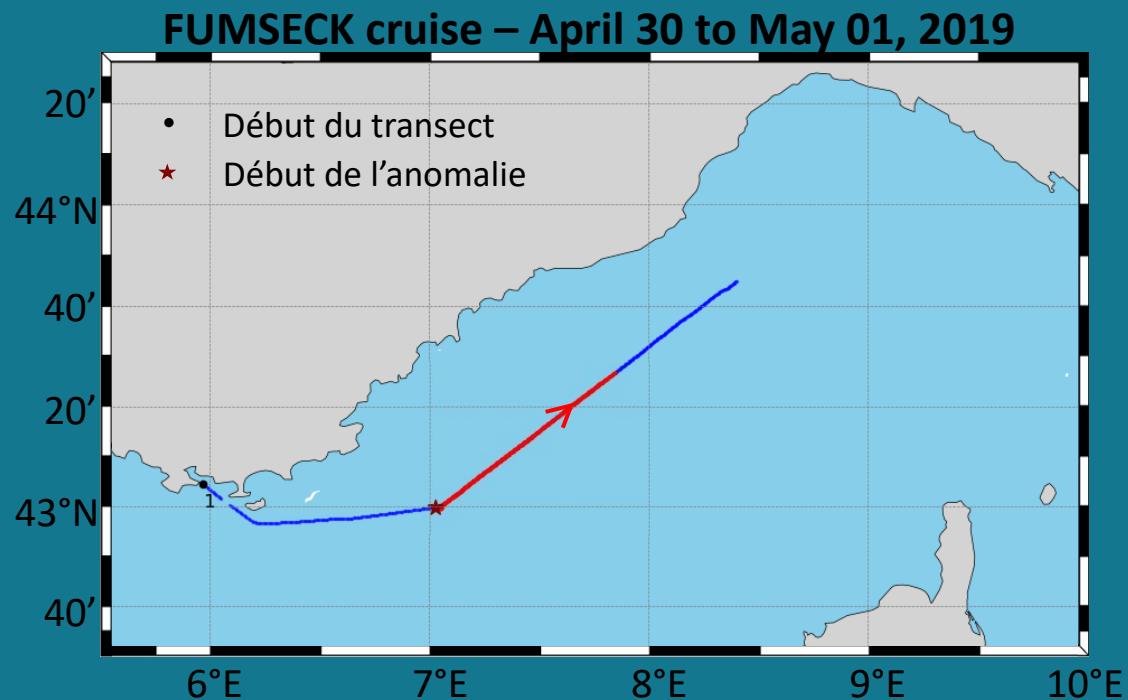 FUMSECK cruise – April 30 to May 01, 2019
• Début du transect
★ Début de l’anomalie
20’
44°N
40’
20’
43°N
1
40’
6°E 7°E 8°E 9°E 10°E